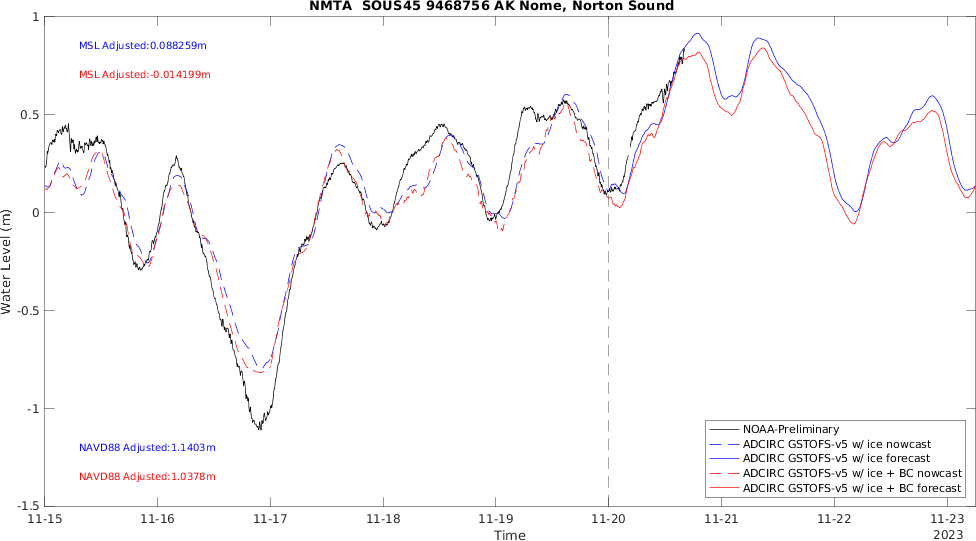 NMTA  SOUS45 9468756 AK Nome, Norton Sound
1
MSL Adjusted:0.088259m
MSL Adjusted:-0.014199m
0.5
0
Water Level (m)
-0.5
-1
NOAA-Preliminary
NAVD88 Adjusted:1.1403m
ADCIRC GSTOFS-v5 w/ ice nowcast
ADCIRC GSTOFS-v5 w/ ice forecast
NAVD88 Adjusted:1.0378m
ADCIRC GSTOFS-v5 w/ ice + BC nowcast
ADCIRC GSTOFS-v5 w/ ice + BC forecast
-1.5
11-15 11-16 11-17 11-18 11-19 11-20 11-21 11-22 11-23
Time
2023